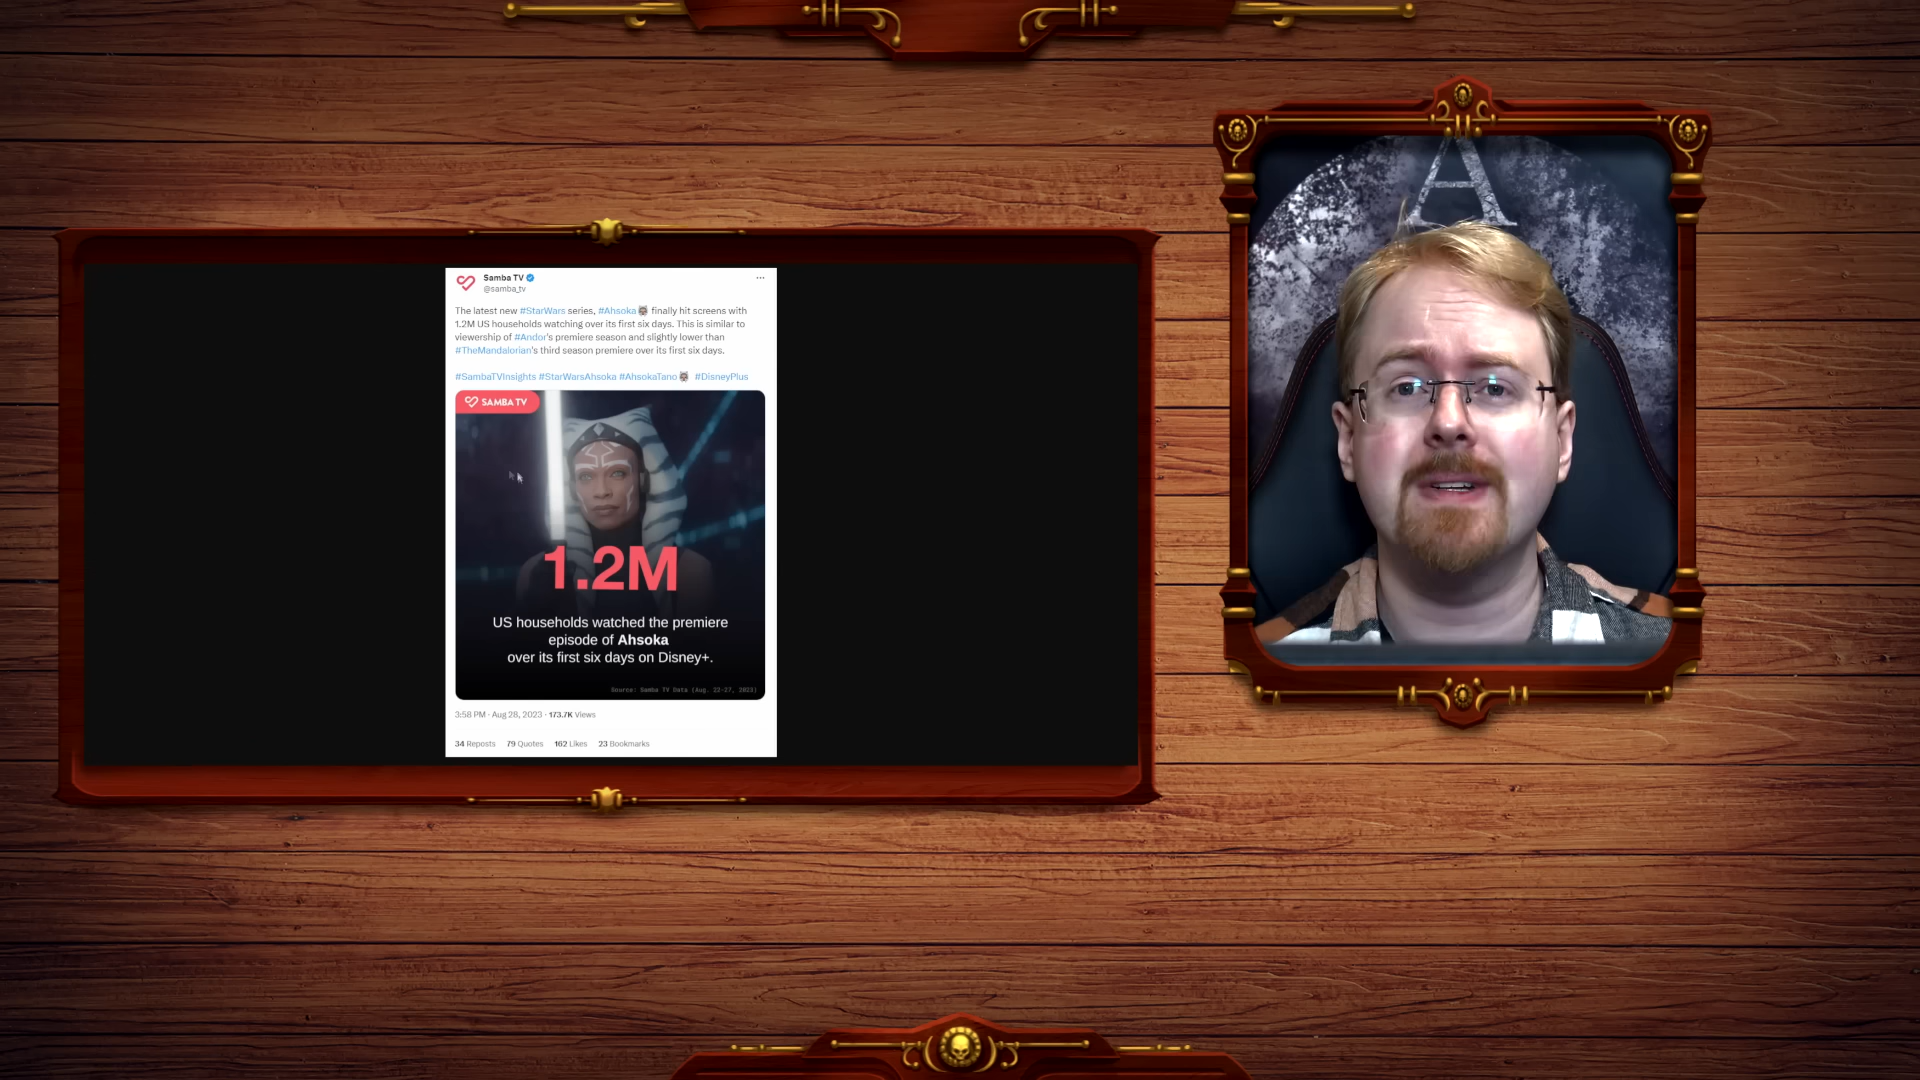 A
Samba TV
@samba_tv
The latest new #StarWars series, #Ahsoka finally hit screens with
1.2M US households watching over its first six days. This is similar to
viewership of #Andor's premiere season and slightly lower than
#TheMandalorian's third season premiere over its first six days.
#SambaTVInsights #StarWarsAhsoka #AhsokaTano #DisneyPlus
SAMBA TV
1.2M
US households watched the premiere
episode of Ahsoka
over its first six days on Disney+.
Source: Samba TV Data (Aug. 22-27, 2023)
3:58 PM · Aug 28, 2023 · 173.7K Views
34 Reposts 79 Quotes 162 Likes 23 Bookmarks